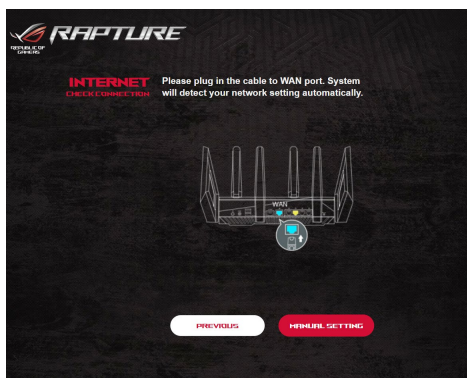 RAPTURE
REPUBLIC OF
GAMERS
INTERNET
CHECK CONNECTION
Please plug in the cable to WAN port. System
will detect your network setting automatically.
WAN
PREVIOUS
MANUAL SETTING